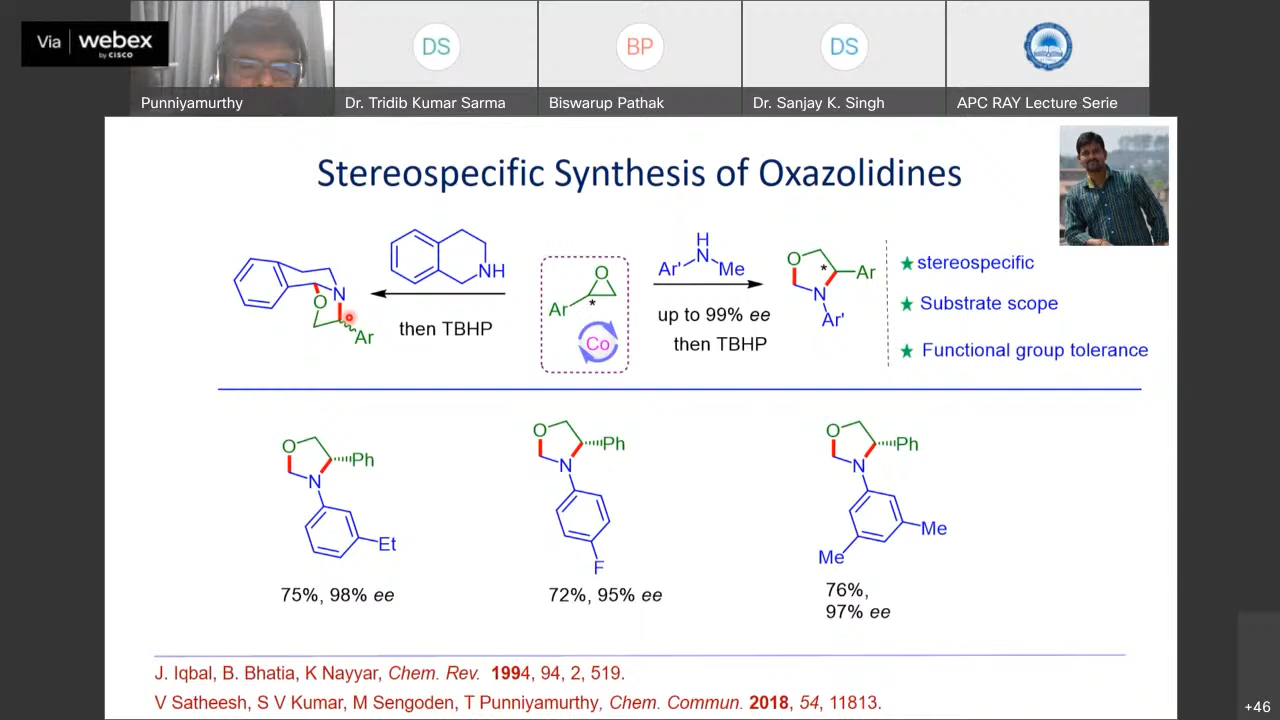 Via webex
by CISCO
DS
BP
DS
Punniyamurthy
Dr. Tridib Kumar Sarma
Biswarup Pathak
Dr. Sanjay K. Singh
APC RAY Lecture Serie
Stereospecific Synthesis of Oxazolidines
O
N
Ar
NH
then TBHP
O
Ar
*
Co
H
N
Ar'
Me
up to 99% ee
then TBHP
O
*
Ar
N
Ar'
★ stereospecific
★ Substrate scope
★ Functional group tolerance
O
Ph
N
Et
75%, 98% ee
O
Ph
N
F
72%, 95% ee
O
Ph
N
Me
Me
76%,
97% ee
J. Iqbal, B. Bhatia, K Nayyar, Chem. Rev. 1994, 94, 2, 519.
V Satheesh, S V Kumar, M Sengoden, T Punniyamurthy, Chem. Commun. 2018, 54, 11813.
+46